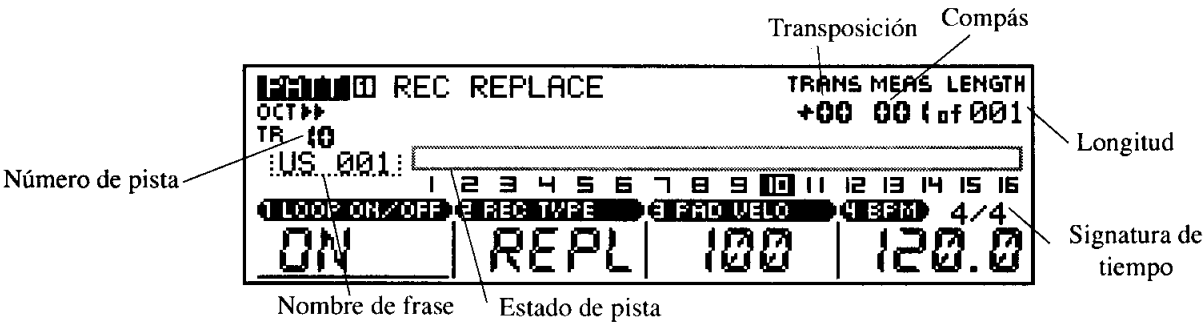 Transposición
Compás
PATT 1 REC REPLACE
TRANS MEAS LENGTH
OCT
+00 001 of 001
TR 10
Longitud
US 001
Número de pista
1 2 3 4 5 6 7 8 9 10 11 12 13 14 15 16
1 LOOP ON/OFF 2 REC TYPE 3 PAD VELO 4 BPM 4/4
ON REPL 100 120.0
Signatura de
tiempo
Nombre de frase
Estado de pista